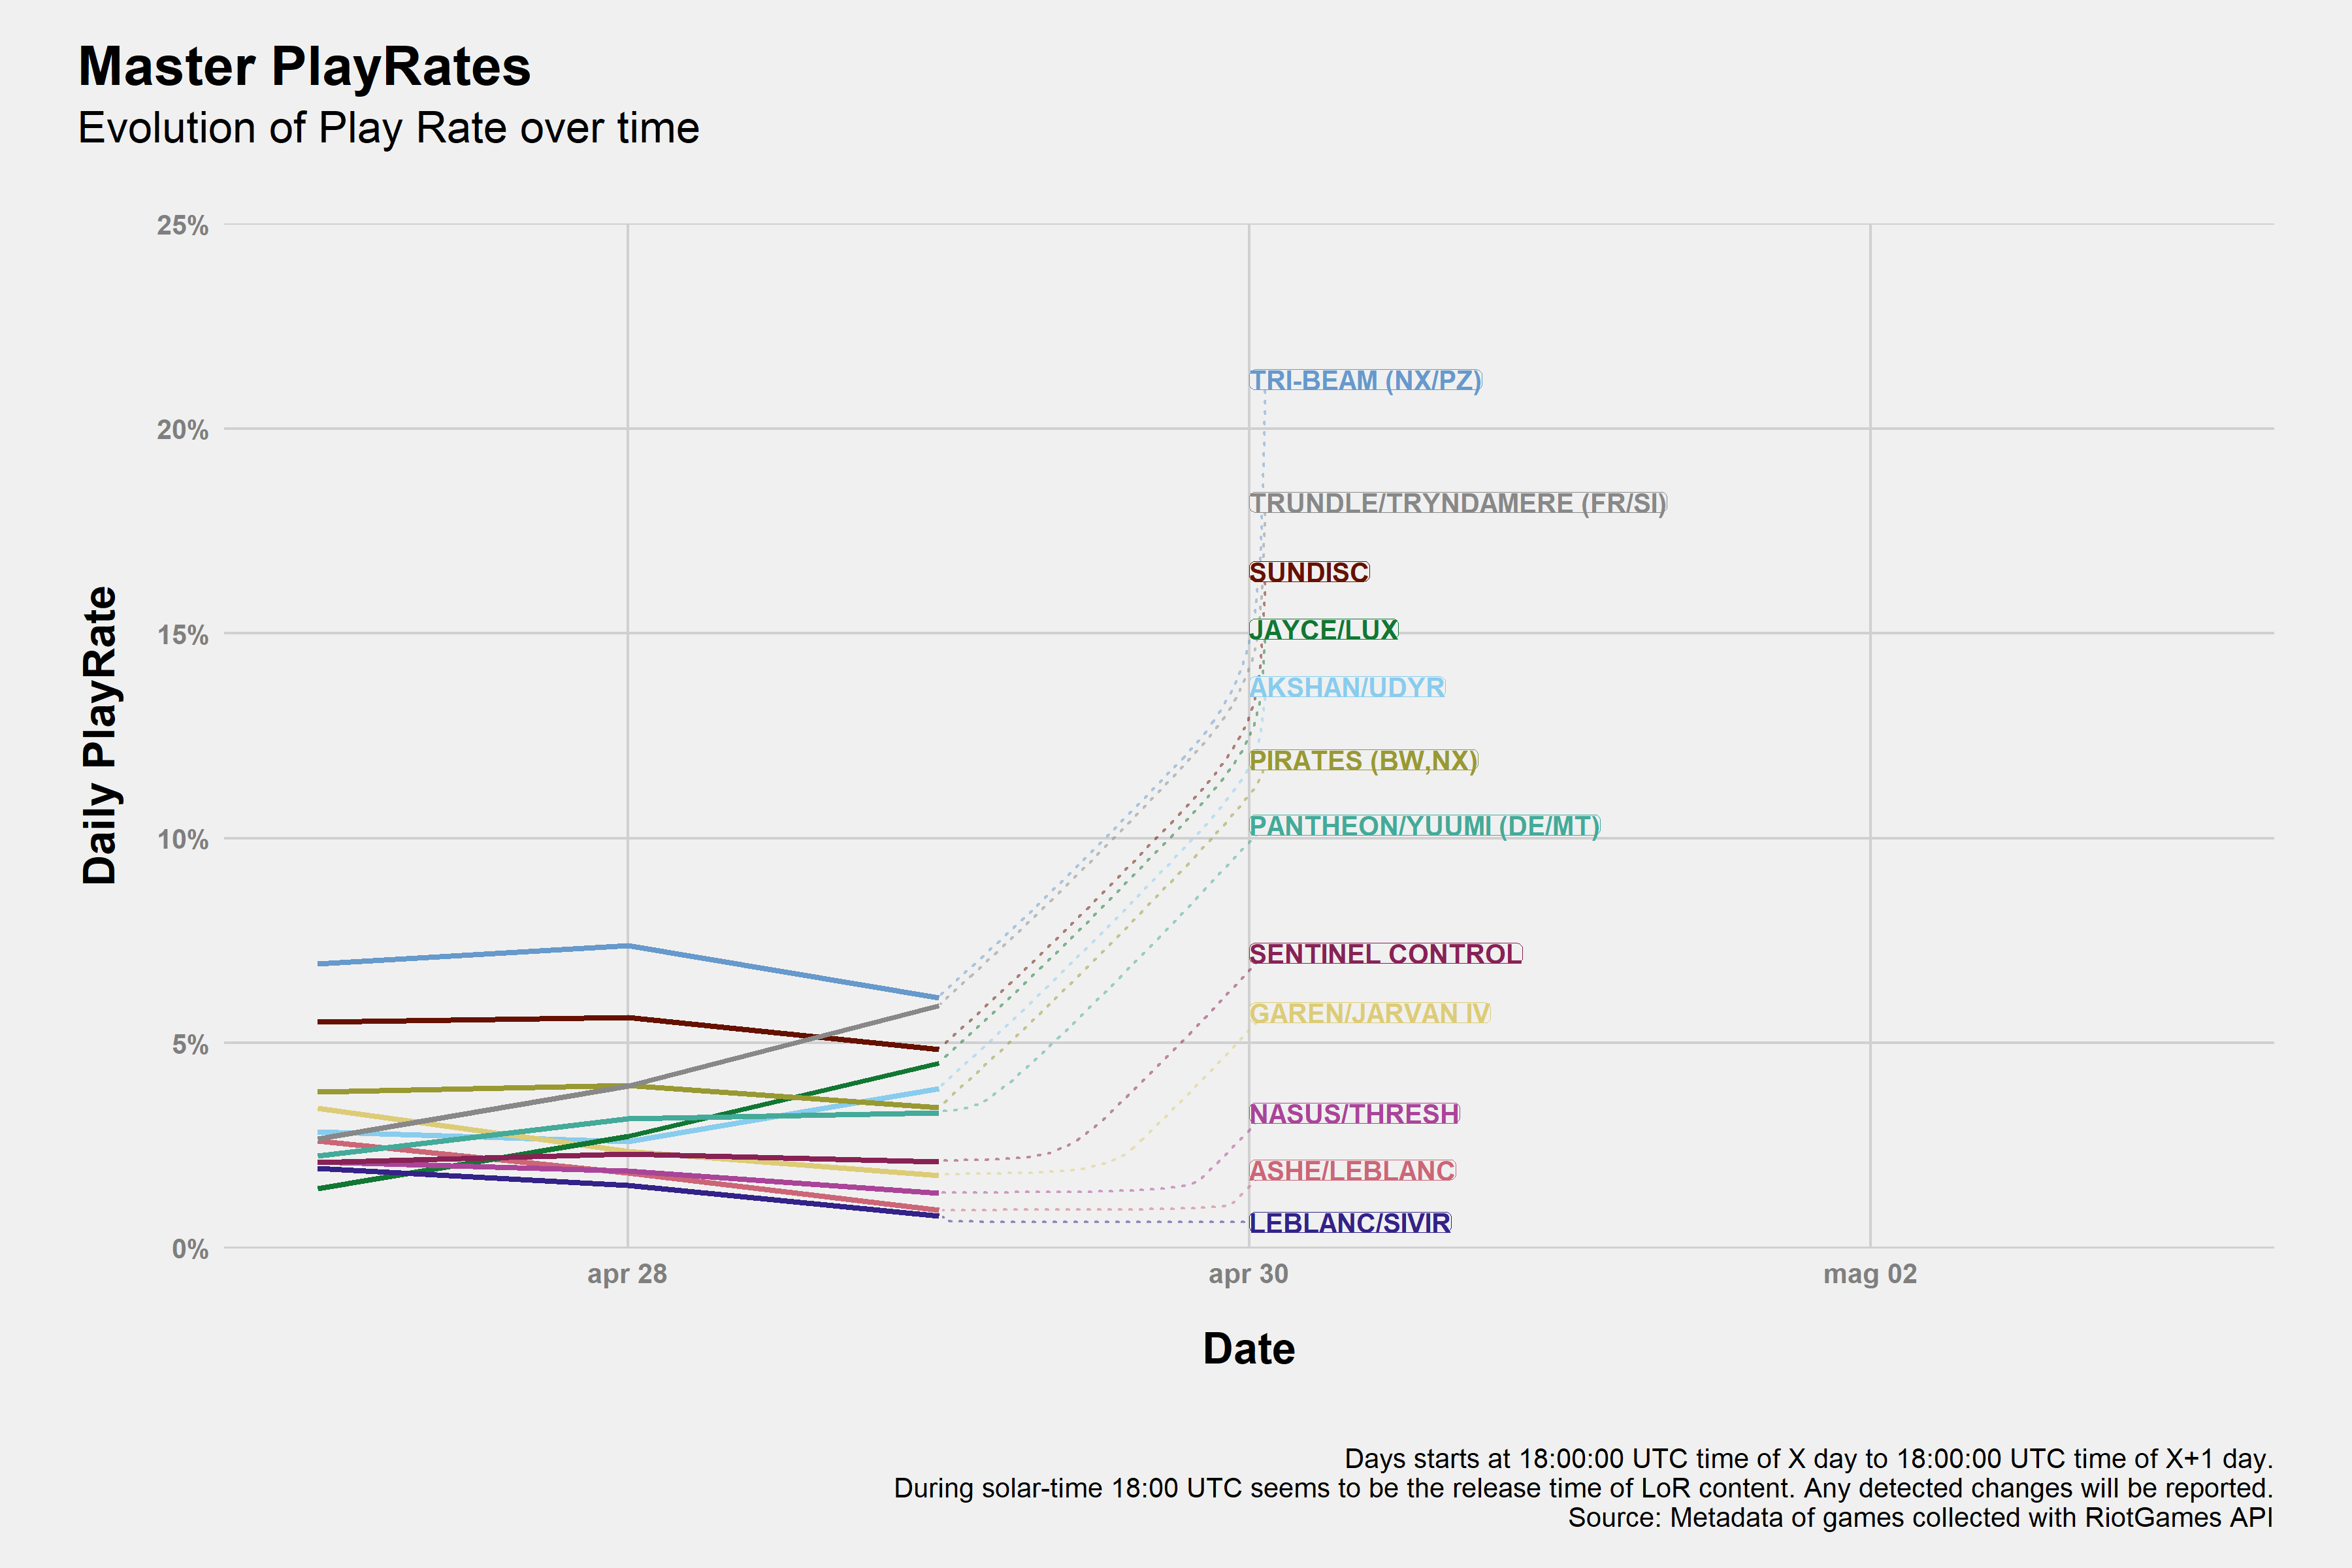 Master PlayRates
Evolution of Play Rate over time
25%
20%
15%
10%
5%
0%
Daily PlayRate
TRI-BEAM (NX/PZ)
TRUNDLE/TRYNDAMERE (FR/SI)
SUNDISC
JAYCE/LUX
AKSHAN/UDYR
PIRATES (BW,NX)
PANTHEON/YUUMI (DE/MT)
SENTINEL CONTROL
GAREN/JARVAN IV
NASUS/THRESH
ASHE/LEBLANC
LEBLANC/SIVIR
apr 28
apr 30
mag 02
Date
Days starts at 18:00:00 UTC time of X day to 18:00:00 UTC time of X+1 day.
During solar-time 18:00 UTC seems to be the release time of LoR content. Any detected changes will be reported.
Source: Metadata of games collected with RiotGames API